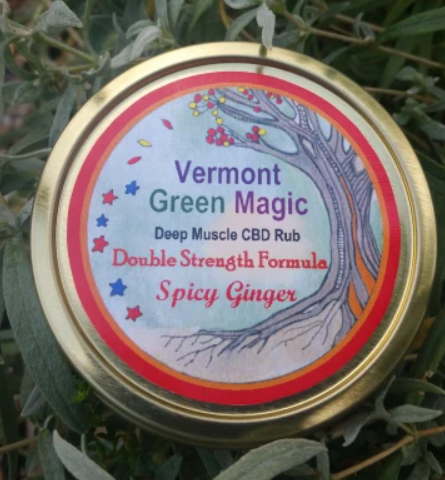 Vermont
Green Magic
Deep Muscle CBD Rub
Double Strength Formula
Spicy Ginger